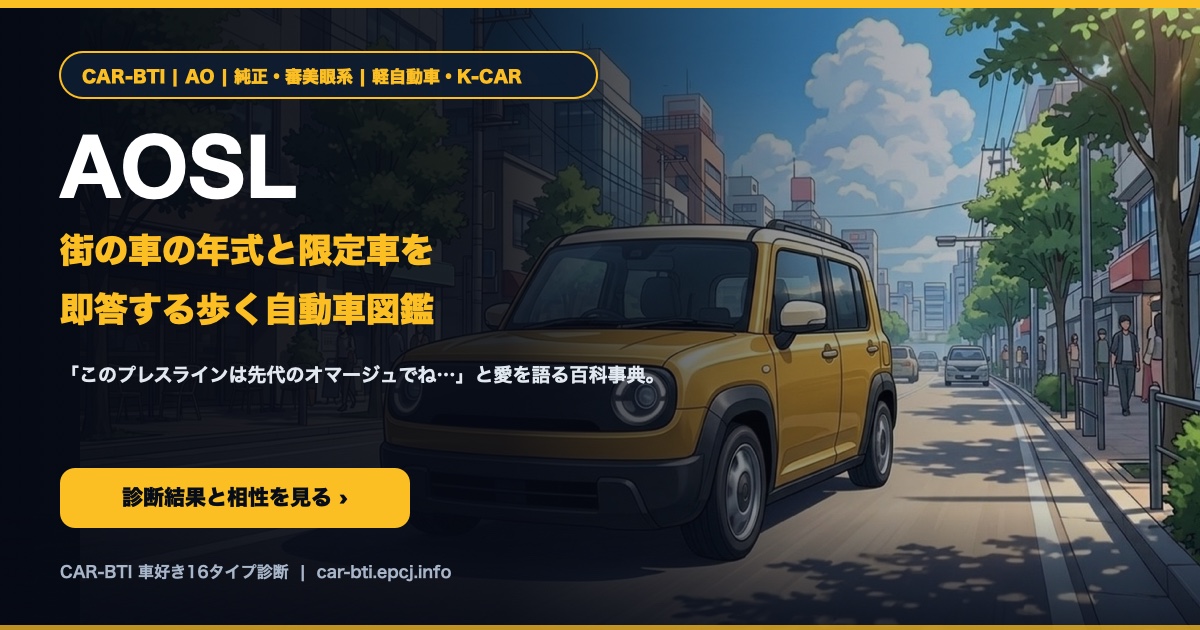 CAR-BTI | AO | 純正・審美眼系 | 軽自動車・K-CAR
AOSL
街の車の年式と限定車を
即答する歩く自動車図鑑
「このプレスラインは先代のオマージュでね…」と愛を語る百科事典。
診断結果と相性を見る ›
CAR-BTI 車好き16タイプ診断 | car-bti.epcj.info